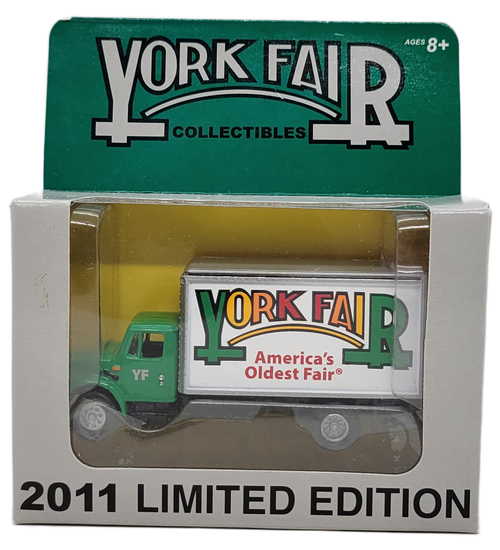 YORK FAIR
AGES 8+
COLLECTIBLES
YORK FAIR
America's
Oldest Fair®
YF
2011 LIMITED EDITION